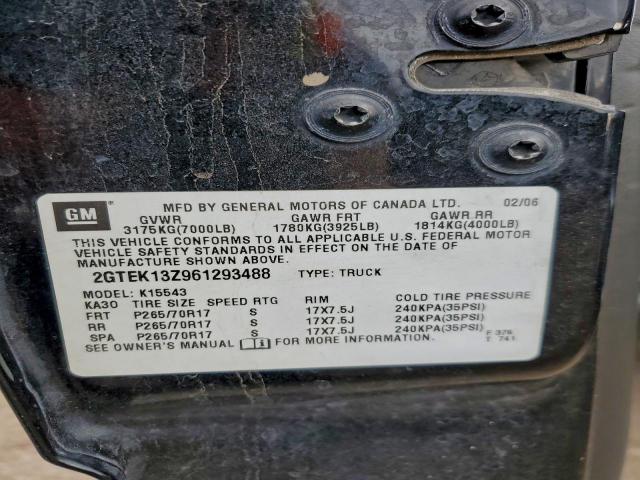 GM ® MFD BY GENERAL MOTORS OF CANADA LTD. 02/06
GVWR GAWR FRT GAWR RR
3175KG(7000LB) 1780KG(3925LB) 1814KG(4000LB)
THIS VEHICLE CONFORMS TO ALL APPLICABLE U.S. FEDERAL MOTOR
VEHICLE SAFETY STANDARDS IN EFFECT ON THE DATE OF
MANUFACTURE SHOWN ABOVE.
2GTEK13Z961293488 TYPE: TRUCK
MODEL: K15543
KA30 TIRE SIZE SPEED RTG RIM COLD TIRE PRESSURE
FRT P265/70R17 S 17X7.5J 240KPA(35PSI)
RR P265/70R17 S 17X7.5J 240KPA(35PSI)
SPA P265/70R17 S 17X7.5J 240KPA(35PSI)
SEE OWNER'S MANUAL i FOR MORE INFORMATION.
F 376
T 741